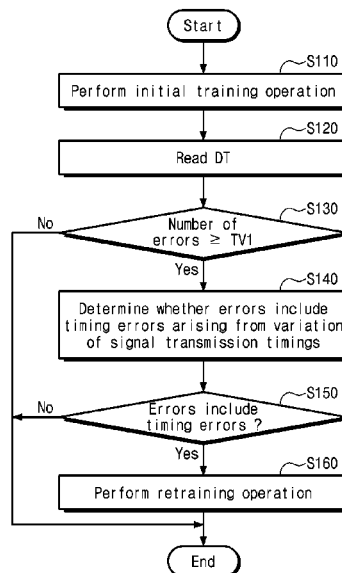 Start
S110
Perform initial training operation
S120
Read DT
S130
No
Number of
errors ≥ TV1
Yes
S140
Determine whether errors include
timing errors arising from variation
of signal transmission timings
S150
No
Errors include
timing errors ?
Yes
S160
Perform retraining operation
End